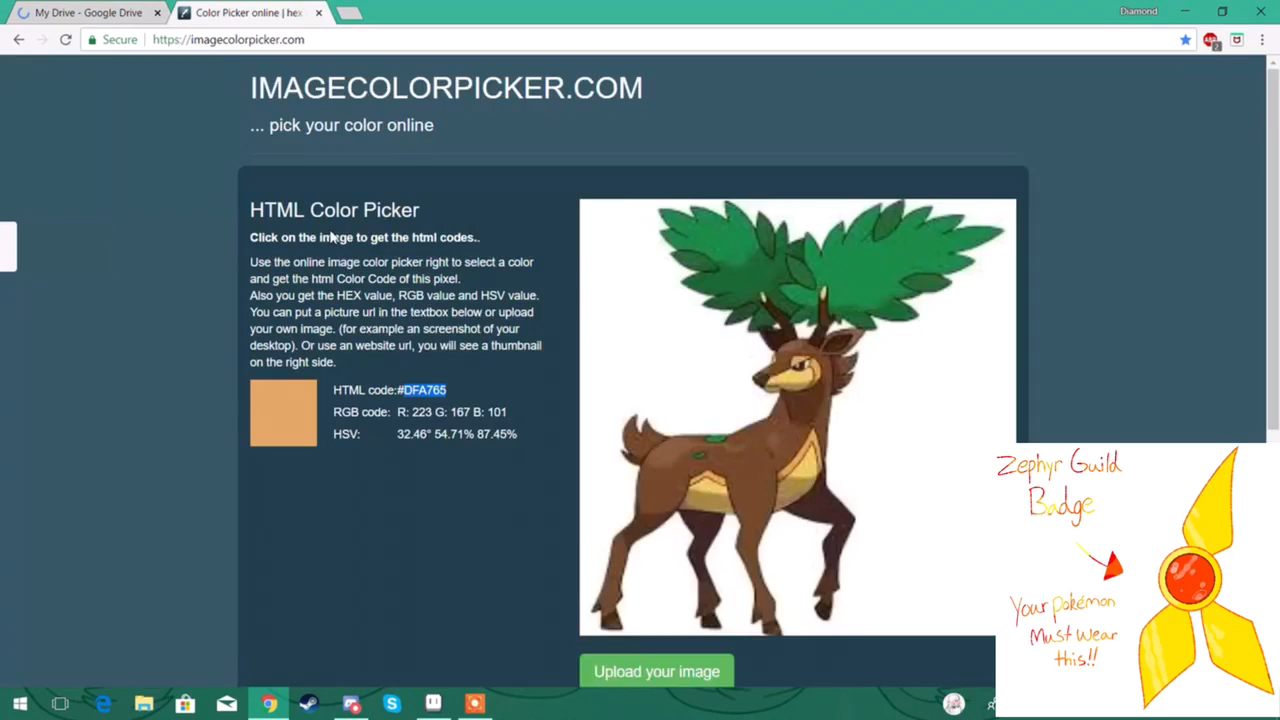 My Drive - Google Drive
Color Picker online | hex
Diamond
Secure
https://imagecolorpicker.com
2
IMAGECOLORPICKER.COM
... pick your color online
HTML Color Picker
Click on the image to get the html codes..
Use the online image color picker right to select a color
and get the html Color Code of this pixel.
Also you get the HEX value, RGB value and HSV value.
You can put a picture url in the textbox below or upload
your own image. (for example an screenshot of your
desktop). Or use an website url, you will see a thumbnail
on the right side.
HTML code:#DFA765
RGB code: R: 223 G: 167 B: 101
HSV: 32.46° 54.71% 87.45%
Upload your image
Zephyr Guild
Badge
Your pokémon
Must wear
this!!